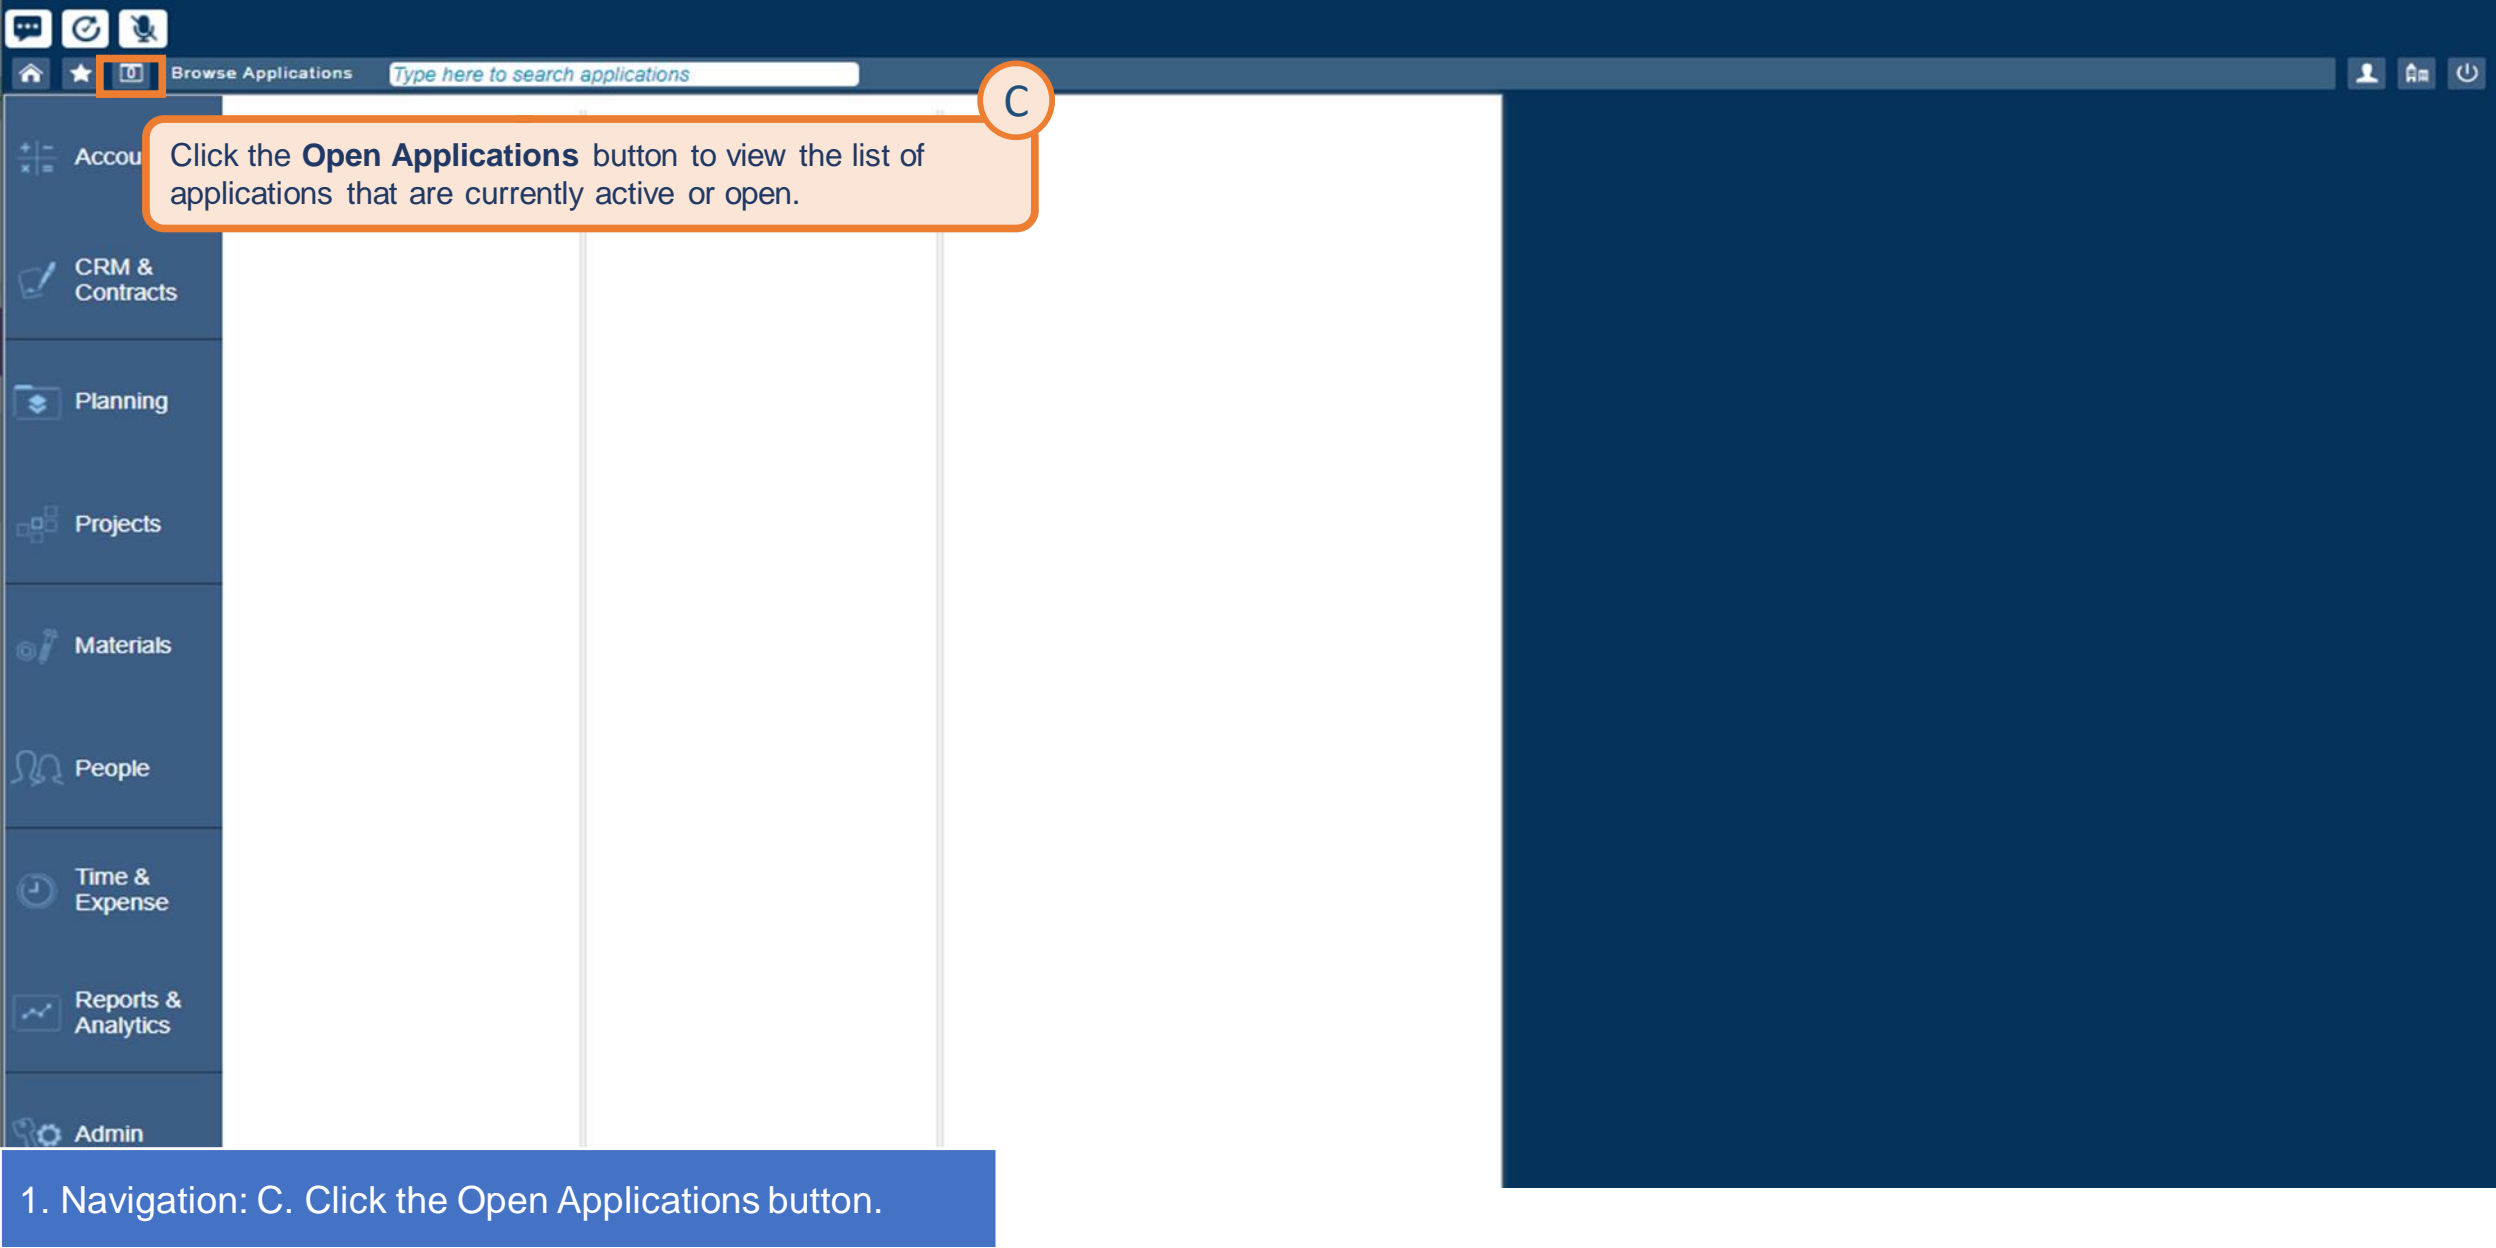 0
Browse Applications
Type here to search applications
C
Accou
Click the Open Applications button to view the list of
applications that are currently active or open.
CRM &
Contracts
Planning
Projects
Materials
People
Time &
Expense
Reports &
Analytics
Admin
1. Navigation: C. Click the Open Applications button.